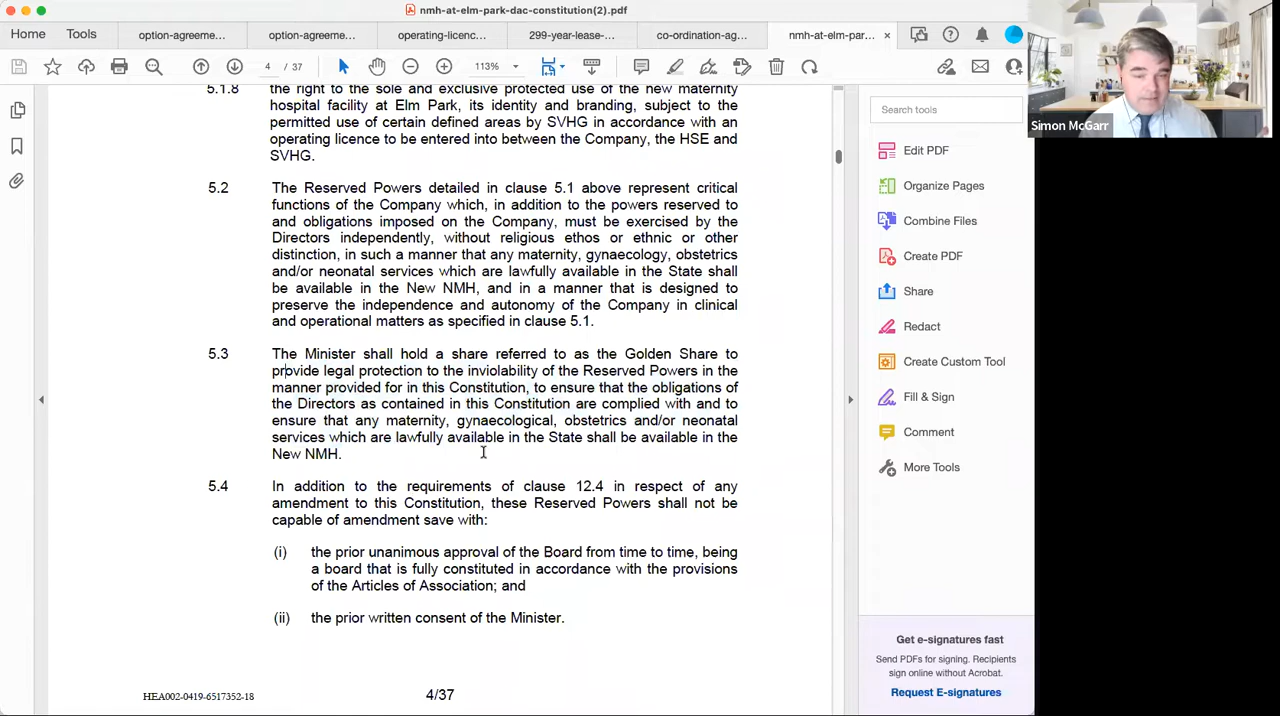 nmh-at-elm-park-dac-constitution(2).pdf
Home
Tools
option-agreeme...
option-agreeme...
operating-licenc...
299-year-lease-...
co-ordination-ag...
nmh-at-elm-par...
4 / 37
113%
5.1.8
the right to the sole and exclusive protected use of the new maternity
hospital facility at Elm Park, its identity and branding, subject to the
permitted use of certain defined areas by SVHG in accordance with an
operating licence to be entered into between the Company, the HSE and
SVHG.
5.2
The Reserved Powers detailed in clause 5.1 above represent critical
functions of the Company which, in addition to the powers reserved to
and obligations imposed on the Company, must be exercised by the
Directors independently, without religious ethos or ethnic or other
distinction, in such a manner that any maternity, gynaecology, obstetrics
and/or neonatal services which are lawfully available in the State shall
be available in the New NMH, and in a manner that is designed to
preserve the independence and autonomy of the Company in clinical
and operational matters as specified in clause 5.1.
5.3
The Minister shall hold a share referred to as the Golden Share to
provide legal protection to the inviolability of the Reserved Powers in the
manner provided for in this Constitution, to ensure that the obligations of
the Directors as contained in this Constitution are complied with and to
ensure that any maternity, gynaecological, obstetrics and/or neonatal
services which are lawfully available in the State shall be available in the
New NMH.
5.4
In addition to the requirements of clause 12.4 in respect of any
amendment to this Constitution, these Reserved Powers shall not be
capable of amendment save with:
(i)
the prior unanimous approval of the Board from time to time, being
a board that is fully constituted in accordance with the provisions
of the Articles of Association; and
(ii)
the prior written consent of the Minister.
HEA002-0419-6517352-18
4/37
Search tools
Edit PDF
Organize Pages
Combine Files
Create PDF
Share
Redact
Create Custom Tool
Fill & Sign
Comment
More Tools
Get e-signatures fast
Send PDFs for signing. Recipients
sign online without Acrobat.
Request E-signatures
Simon McGarr